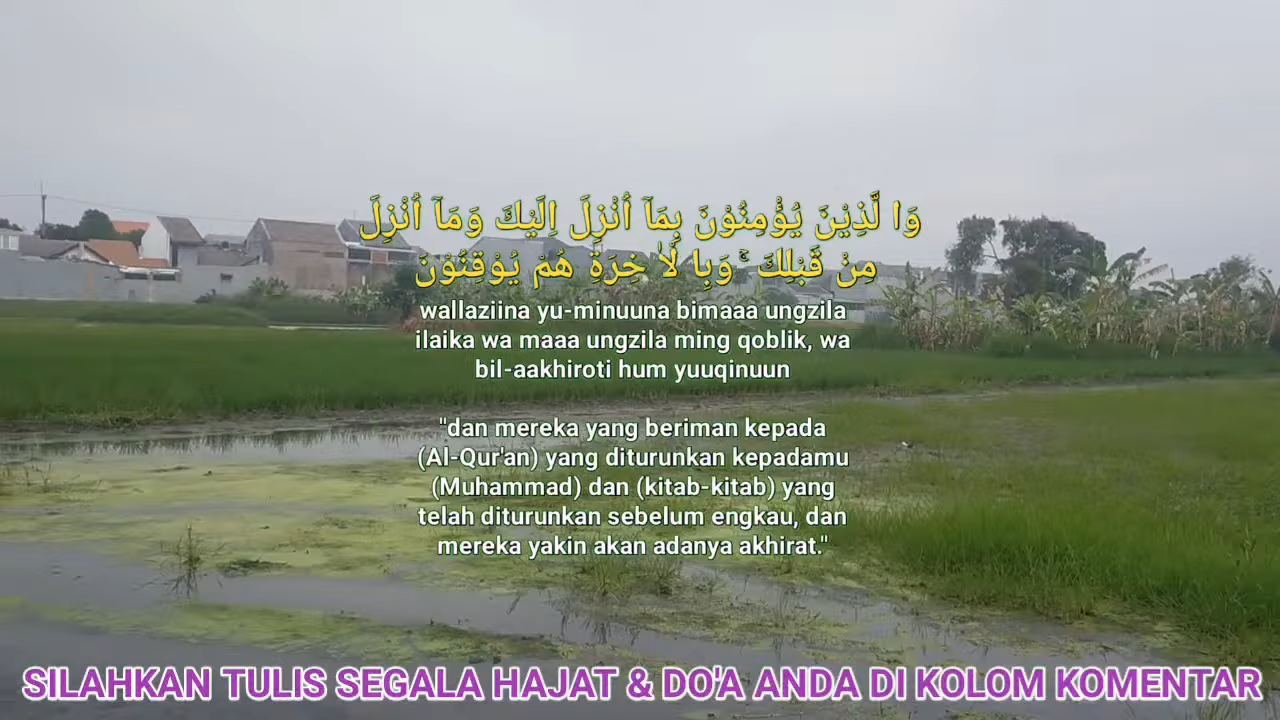 وَا لَّذِيْنَ يُؤْمِنُوْنَ بِمَاۤ اُنْزِلَ اِلَيْكَ وَمَاۤ اُنْزِلَ
مِنْ قَبْلِكَ ۚ وَبِا لْاٰ خِرَةِ هُمْ يُوْقِنُوْنَ
wallaziina yu-minuuna bimaaa ungzila
ilaika wa maaa ungzila ming qoblik, wa
bil-aakhiroti hum yuuqinuun
"dan mereka yang beriman kepada
(Al-Qur'an) yang diturunkan kepadamu
(Muhammad) dan (kitab-kitab) yang
telah diturunkan sebelum engkau, dan
mereka yakin akan adanya akhirat."
SILAHKAN TULIS SEGALA HAJAT & DO'A ANDA DI KOLOM KOMENTAR